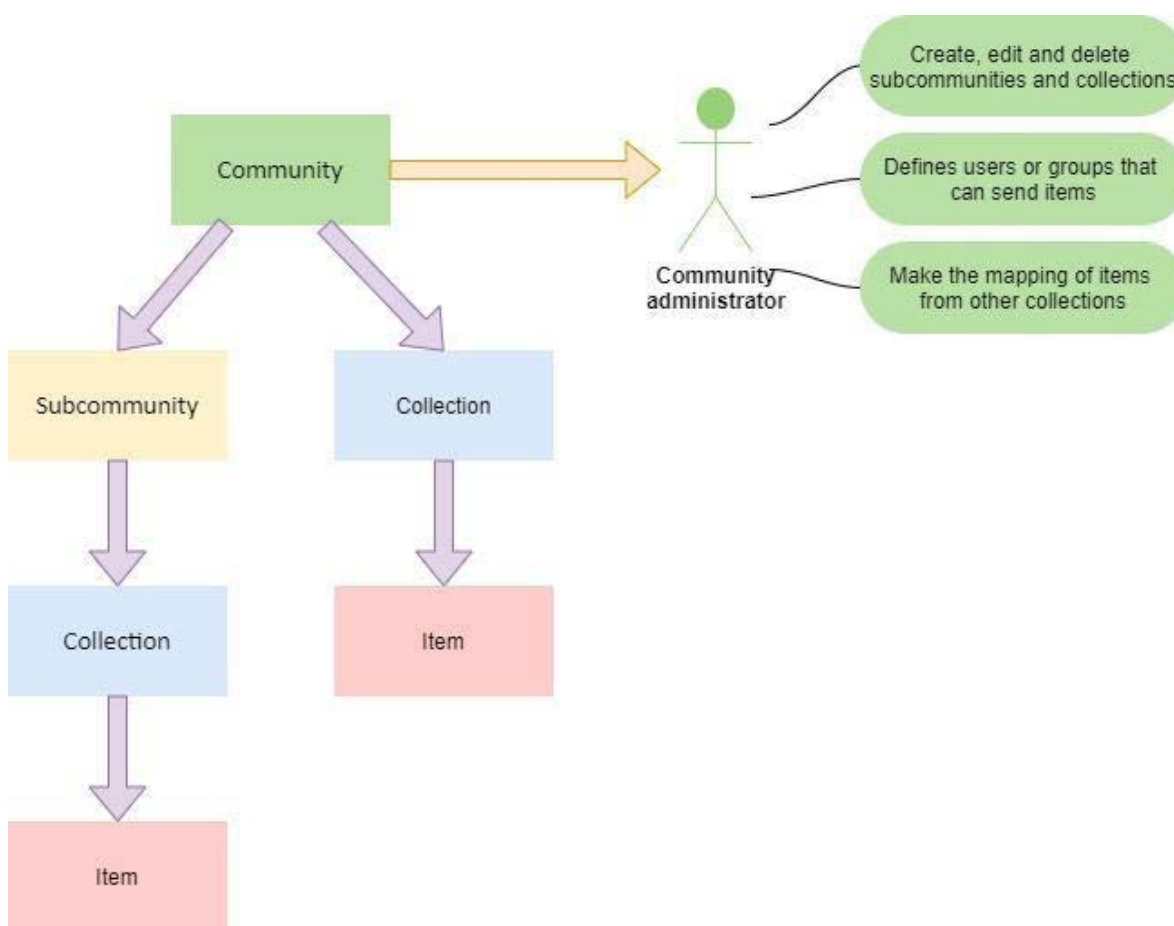 Create, edit and delete
subcommunities and collections
Community
Defines users or groups that
can send items
Community
administrator
Make the mapping of items
from other collections
Subcommunity
Collection
Collection
Item
Item